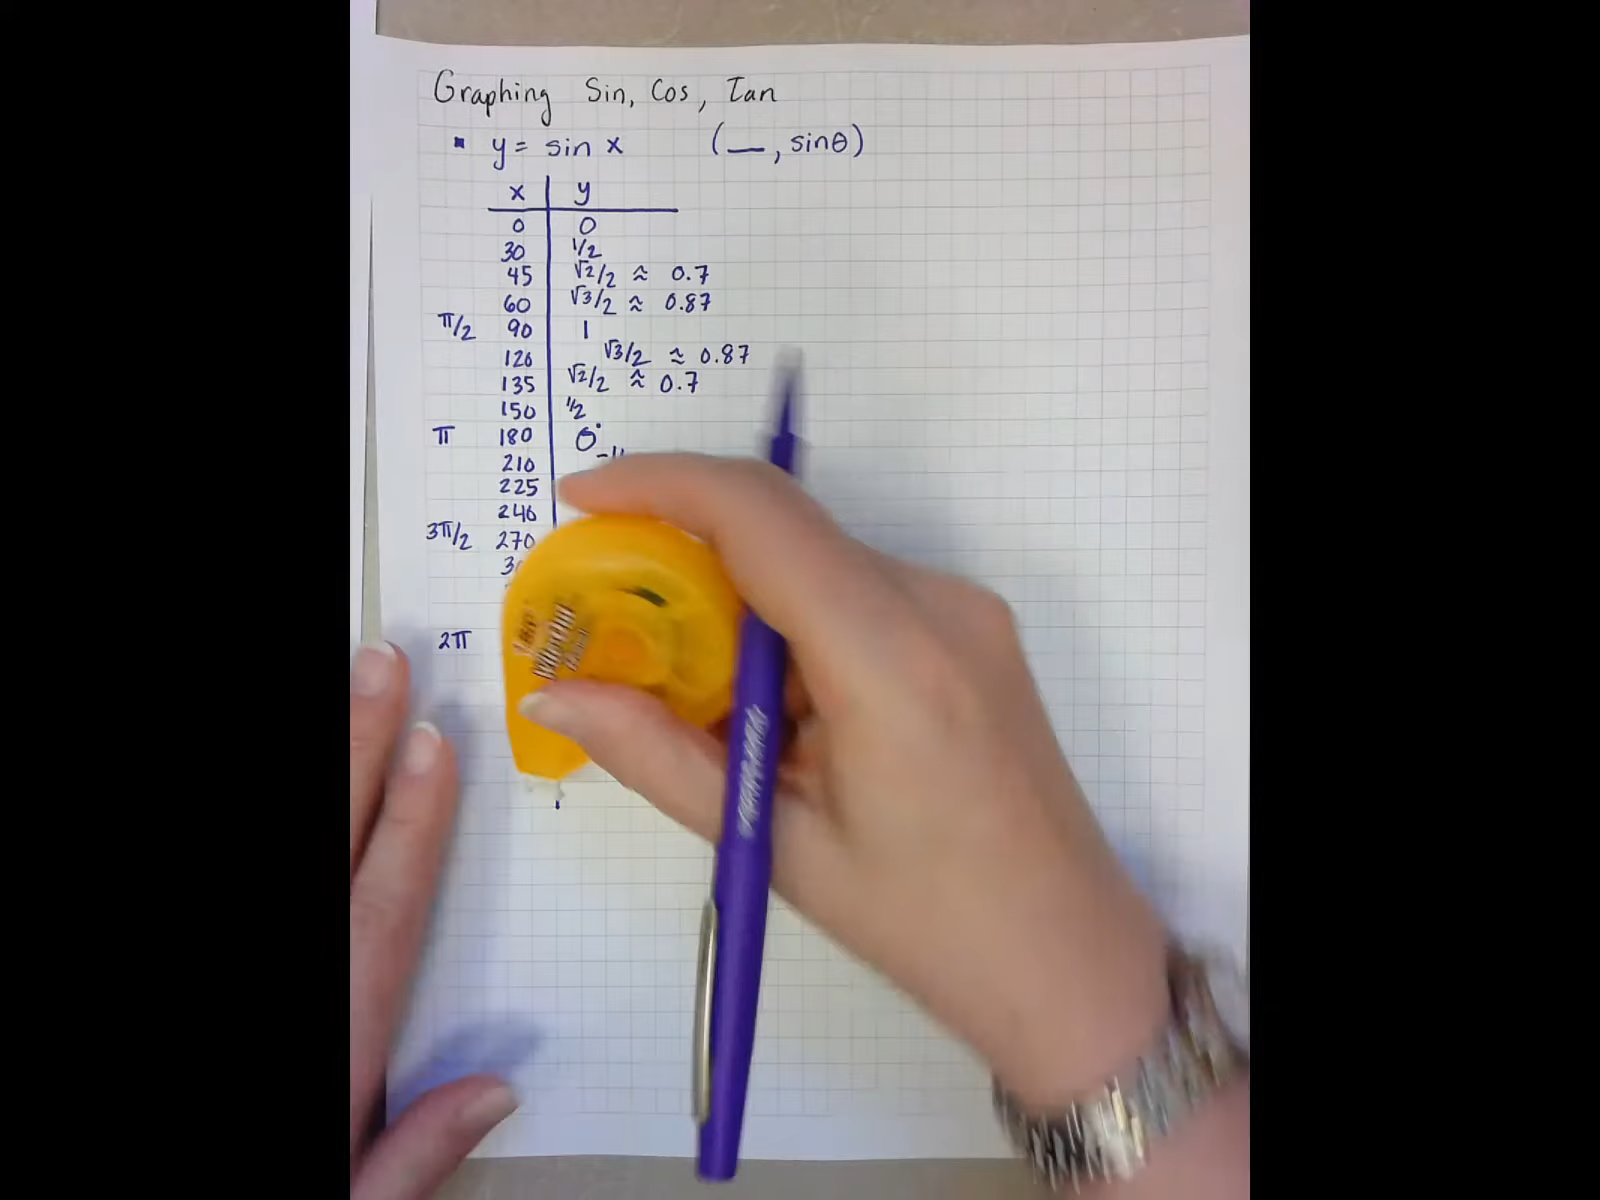 Graphing Sin, Cos, Tan
▪ y = sin x (__, sinθ)
x y
0 0
30 1/2
45 √2/2 ≈ 0.7
60 √3/2 ≈ 0.87
π/2 90 1
120 √3/2 ≈ 0.87
135 √2/2 ≈ 0.7
150 1/2
π 180 0
210
225
240
3π/2 270
2π